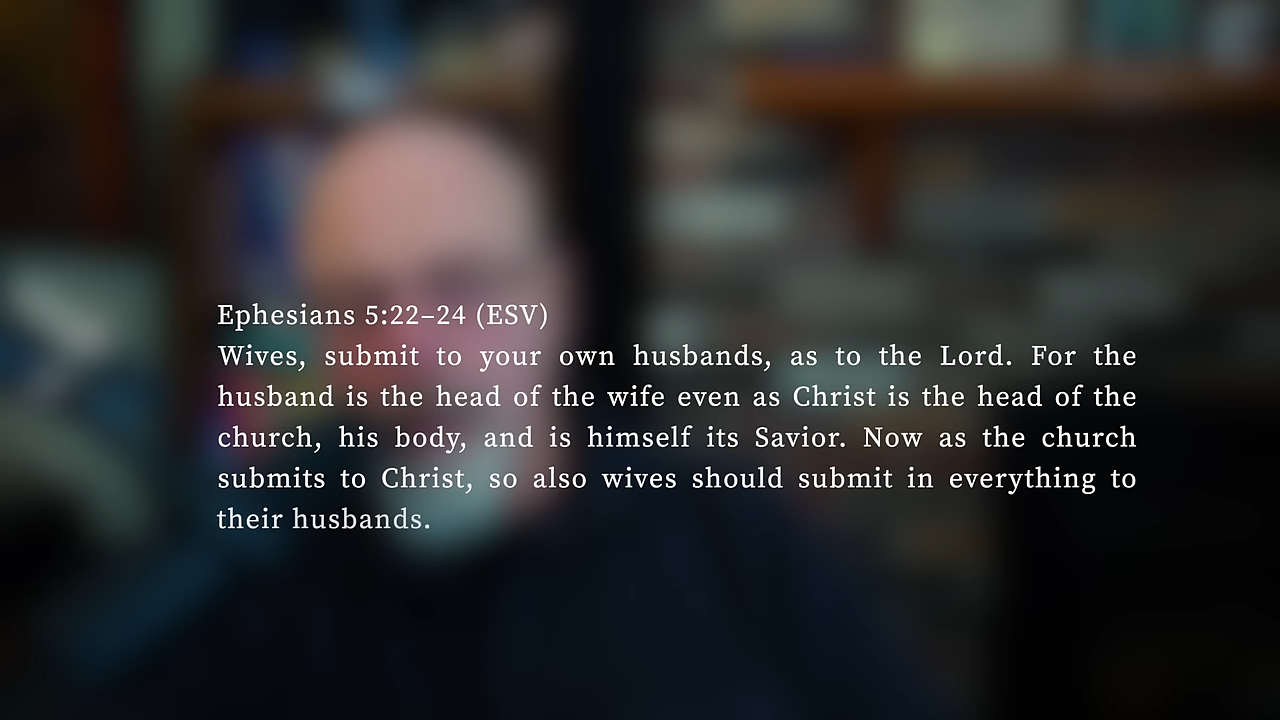 Ephesians 5:22–24 (ESV)
Wives, submit to your own husbands, as to the Lord. For the
husband is the head of the wife even as Christ is the head of the
church, his body, and is himself its Savior. Now as the church
submits to Christ, so also wives should submit in everything to
their husbands.